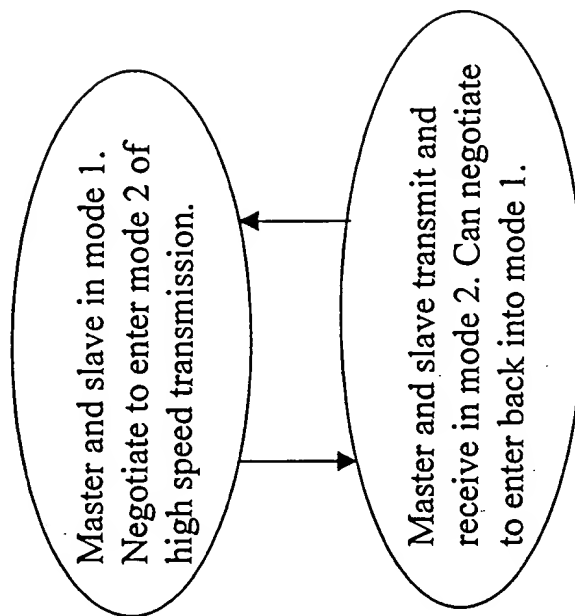 Master and slave in mode 1.
Negotiate to enter mode 2 of
high speed transmission.
Master and slave transmit and
receive in mode 2. Can negotiate
to enter back into mode 1.